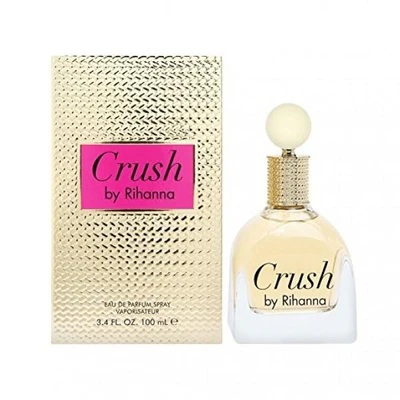 Crush
by Rihanna
EAU DE PARFUM SPRAY
VAPORISATEUR
3.4 FL. OZ. 100 ML ℮
Crush
by Rihanna